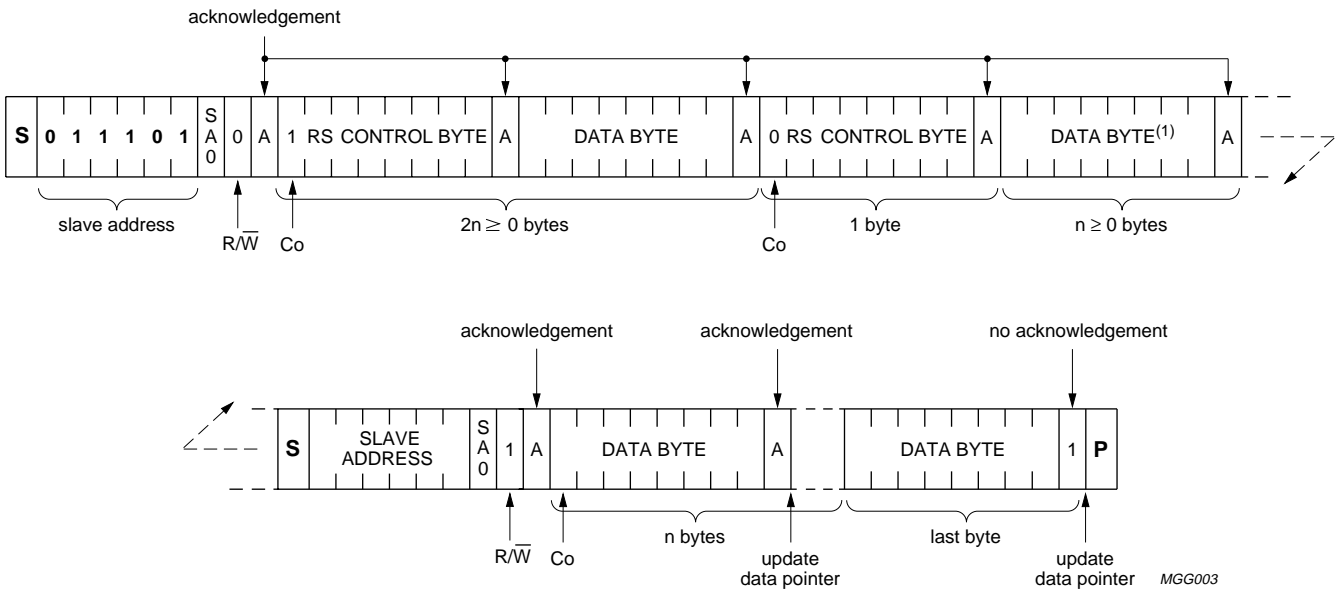 acknowledgement
S 0 1 1 1 0 1 S A 0 0 A 1 RS CONTROL BYTE A DATA BYTE A 0 RS CONTROL BYTE A DATA BYTE(1) A
slave address 2n ≥ 0 bytes 1 byte n ≥ 0 bytes
R/W̅ Co Co
acknowledgement acknowledgement no acknowledgement
S SLAVE ADDRESS S A 0 1 A DATA BYTE A DATA BYTE 1 P
n bytes last byte
R/W̅ Co update data pointer update data pointer MGG003